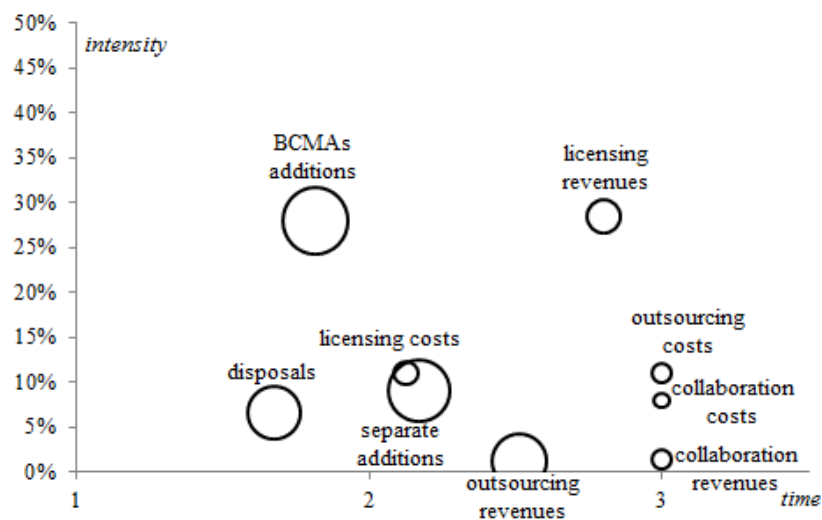 50%
intensity
45%
40%
BCMAs
additions
35%
licensing
revenues
30%
25%
20%
15%
licensing costs
outsourcing
costs
10%
disposals
collaboration
costs
5%
separate
additions
0%
collaboration
revenues
outsourcing
revenues
1
2
3
time